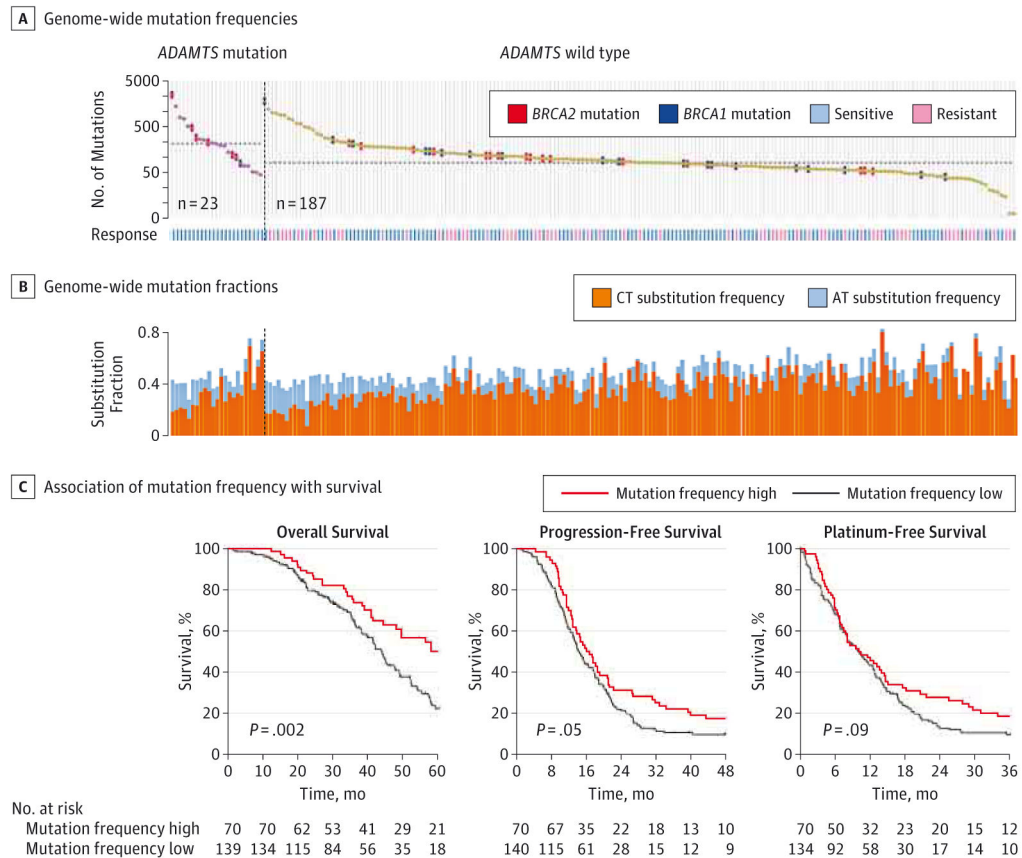 A Genome-wide mutation frequencies
ADAMTS mutation ADAMTS wild type
BRCA2 mutation BRCA1 mutation Sensitive Resistant
No. of Mutations
5000
500
50
0
n=23 n=187
Response
B Genome-wide mutation fractions
CT substitution frequency AT substitution frequency
Substitution
Fraction
0.8
0.4
0
C Association of mutation frequency with survival
Mutation frequency high Mutation frequency low
Overall Survival
Survival, %
100
80
60
40
20
0
P=.002
0 10 20 30 40 50 60
Time, mo
Progression-Free Survival
Survival, %
100
80
60
40
20
0
P=.05
0 8 16 24 32 40 48
Time, mo
Platinum-Free Survival
Survival, %
100
80
60
40
20
0
P=.09
0 6 12 18 24 30 36
Time, mo
No. at risk
Mutation frequency high 70 70 62 53 41 29 21 70 67 35 22 18 13 10 70 50 32 23 20 15 12
Mutation frequency low 139 134 115 84 56 35 18 140 115 61 28 15 12 9 134 92 58 30 17 14 10